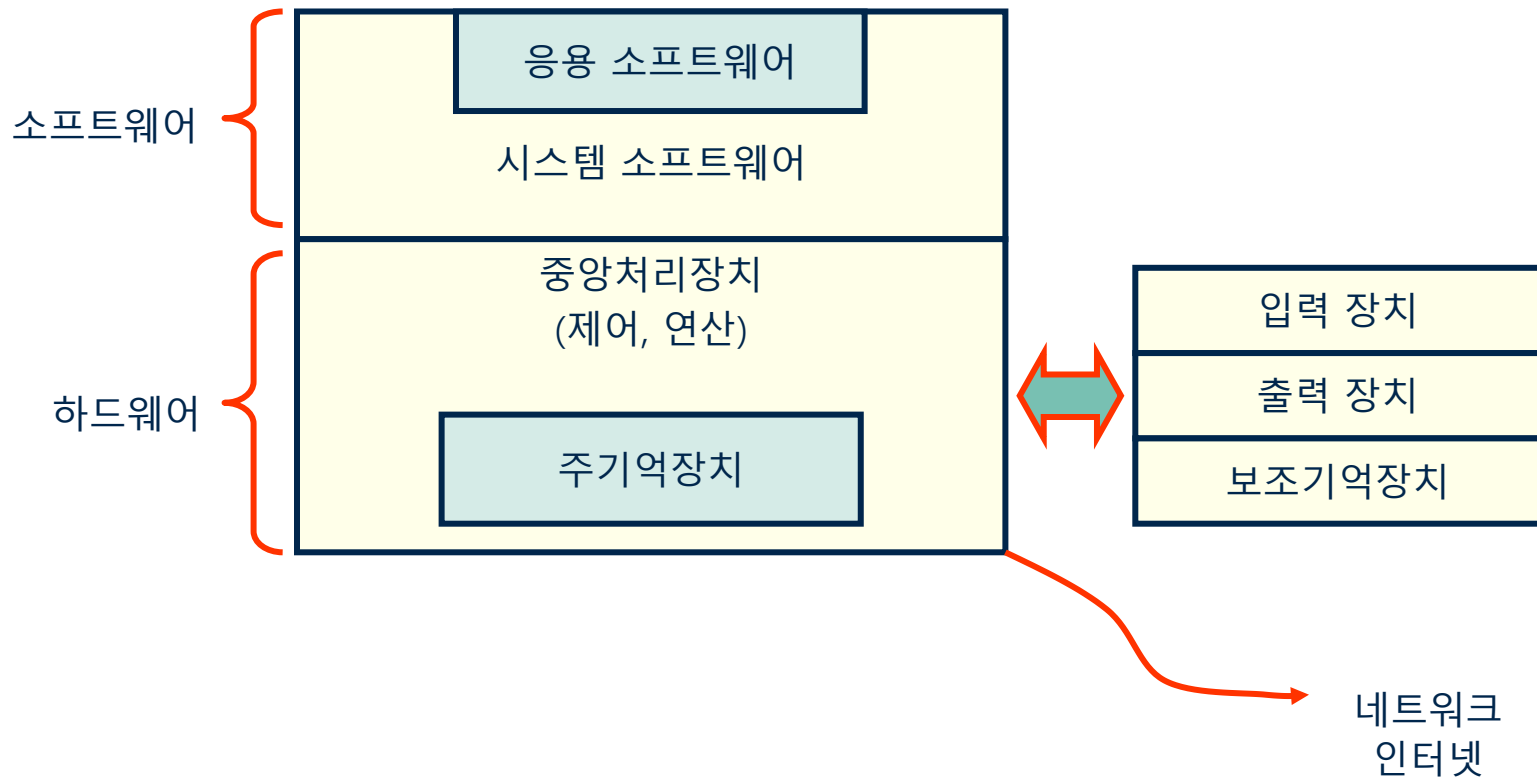 응용 소프트웨어
소프트웨어
시스템 소프트웨어
중앙처리장치
(제어, 연산)
하드웨어
주기억장치
입력 장치
출력 장치
보조기억장치
네트워크
인터넷